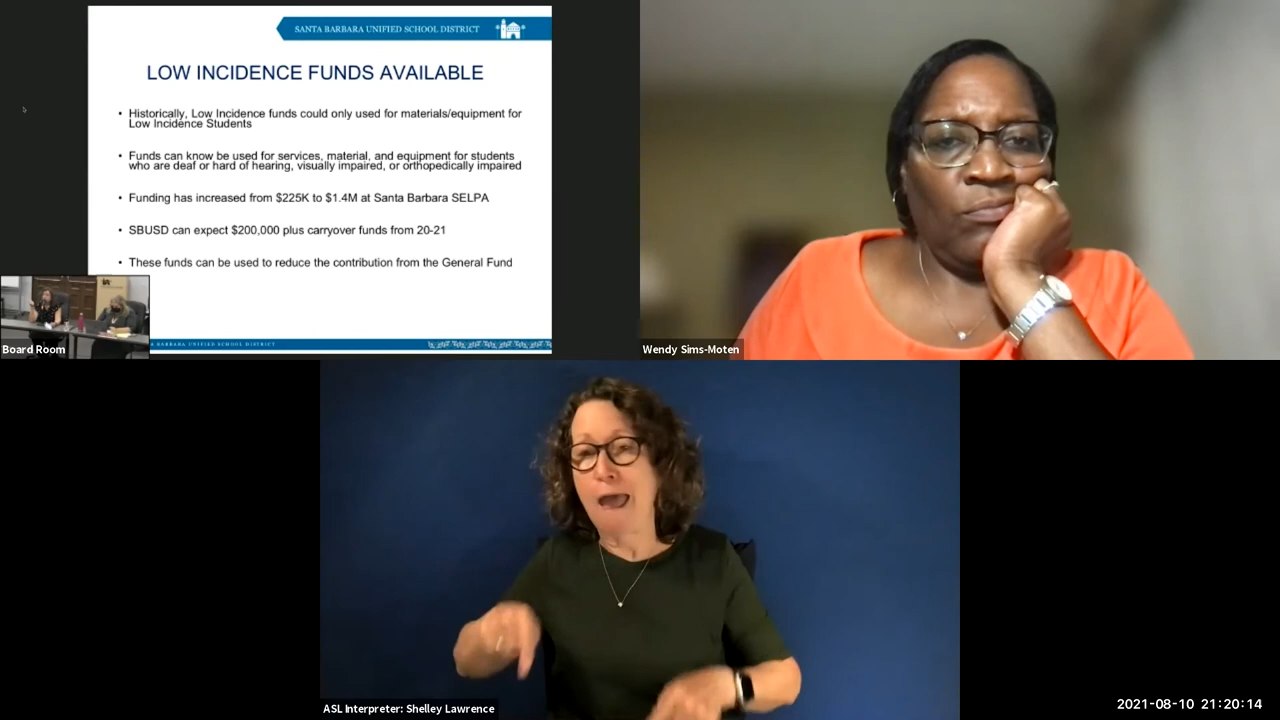 SANTA BARBARA UNIFIED SCHOOL DISTRICT
LOW INCIDENCE FUNDS AVAILABLE
• Historically, Low Incidence funds could only used for materials/equipment for
Low Incidence Students
• Funds can know be used for services, material, and equipment for students
who are deaf or hard of hearing, visually impaired, or orthopedically impaired
• Funding has increased from $225K to $1.4M at Santa Barbara SELPA
• SBUSD can expect $200,000 plus carryover funds from 20-21
• These funds can be used to reduce the contribution from the General Fund
BARBARA UNIFIED SCHOOL DISTRICT
Board Room
Wendy Sims-Moten
ASL Interpreter: Shelley Lawrence
2021-08-10 21:20:14